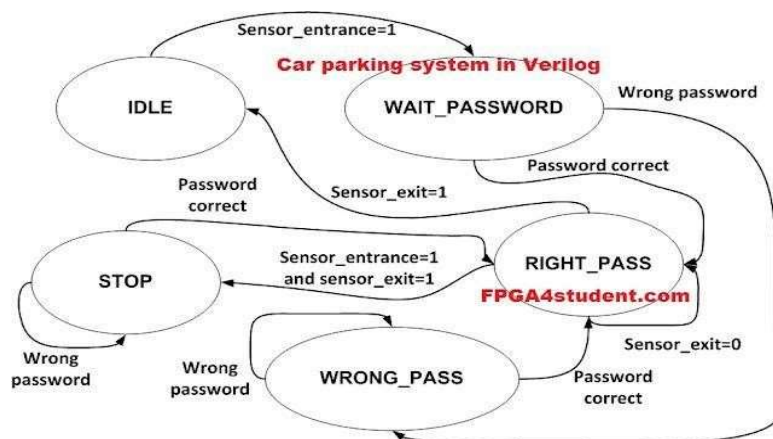 Sensor_entrance=1
Car parking system in Verilog
IDLE
WAIT_PASSWORD
Wrong password
Password correct
Sensor_exit=1
Password
correct
Sensor_entrance=1
and sensor_exit=1
STOP
RIGHT_PASS
FPGA4student.com
Sensor_exit=0
Wrong
password
Wrong
password
WRONG_PASS
Password
correct